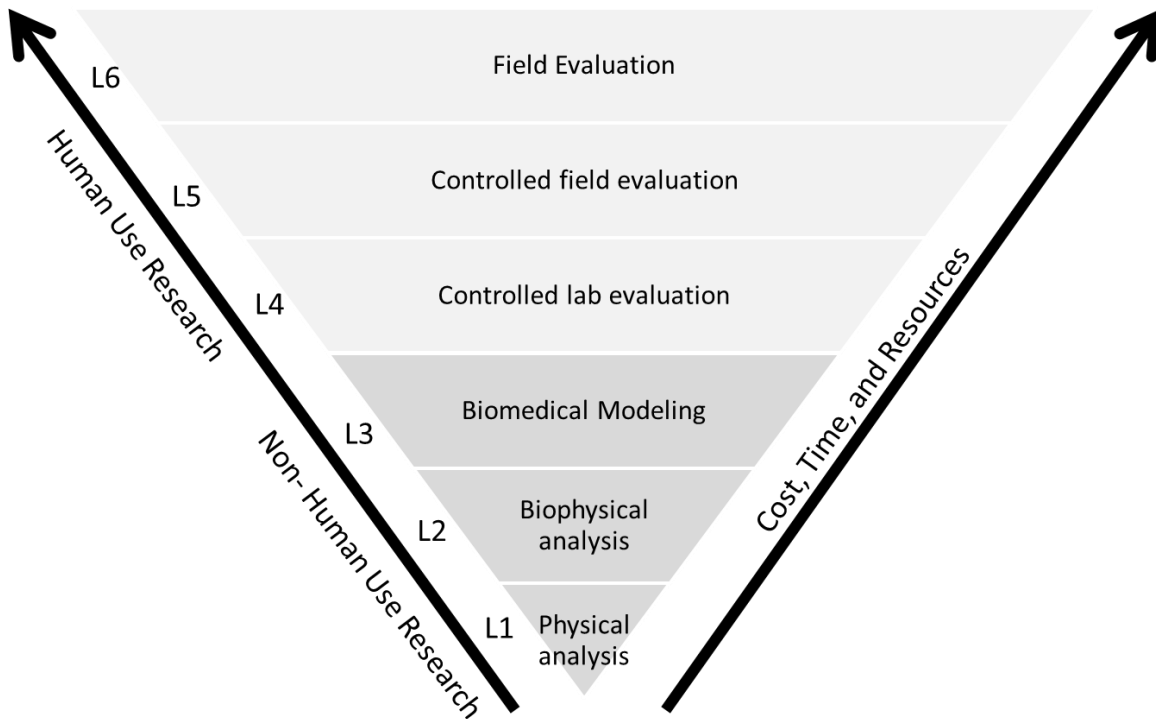 L6
Field Evaluation
L5
Controlled field evaluation
L4
Controlled lab evaluation
L3
Biomedical Modeling
L2
Biophysical
analysis
L1
Physical
analysis
Human Use Research
Non- Human Use Research
Cost, Time, and Resources